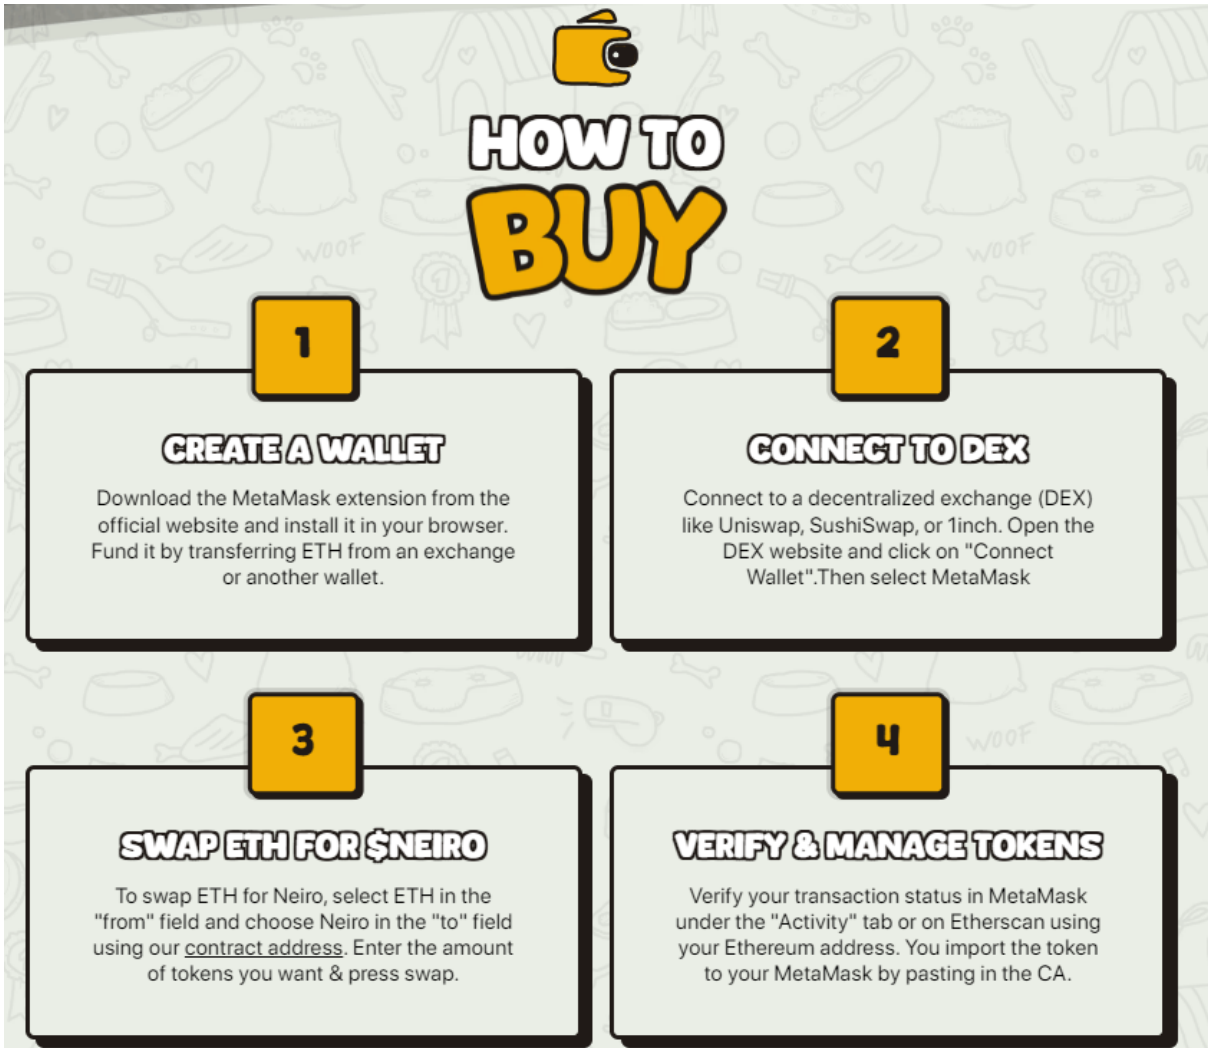 HOW TO
BUY
1
CREATE A WALLET
Download the MetaMask extension from the
official website and install it in your browser.
Fund it by transferring ETH from an exchange
or another wallet.
2
CONNECT TO DEX
Connect to a decentralized exchange (DEX)
like Uniswap, SushiSwap, or 1inch. Open the
DEX website and click on "Connect
Wallet".Then select MetaMask
3
SWAP ETH FOR $NEIRO
To swap ETH for Neiro, select ETH in the
"from" field and choose Neiro in the "to" field
using our contract address. Enter the amount
of tokens you want & press swap.
4
VERIFY & MANAGE TOKENS
Verify your transaction status in MetaMask
under the "Activity" tab or on Etherscan using
your Ethereum address. You import the token
to your MetaMask by pasting in the CA.
WOOF
WOOF
WOOF
1
1